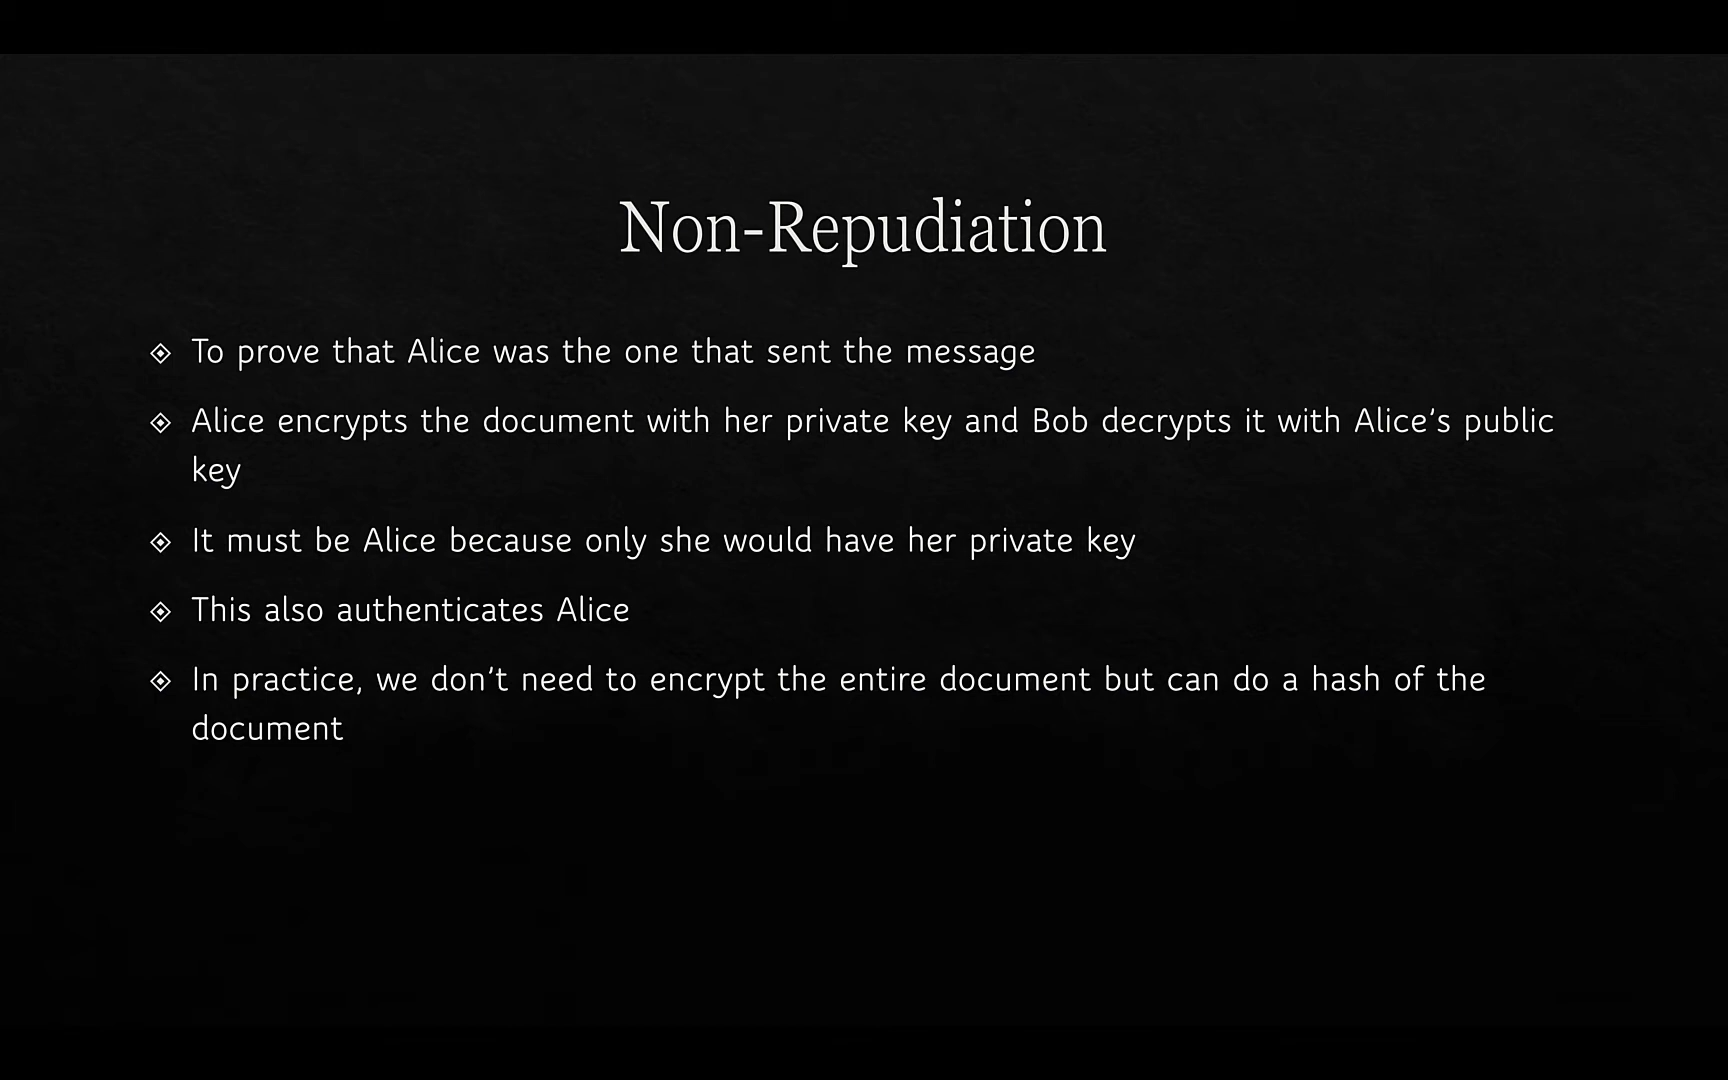 Non-Repudiation
To prove that Alice was the one that sent the message
Alice encrypts the document with her private key and Bob decrypts it with Alice’s public
key
It must be Alice because only she would have her private key
This also authenticates Alice
In practice, we don’t need to encrypt the entire document but can do a hash of the
document